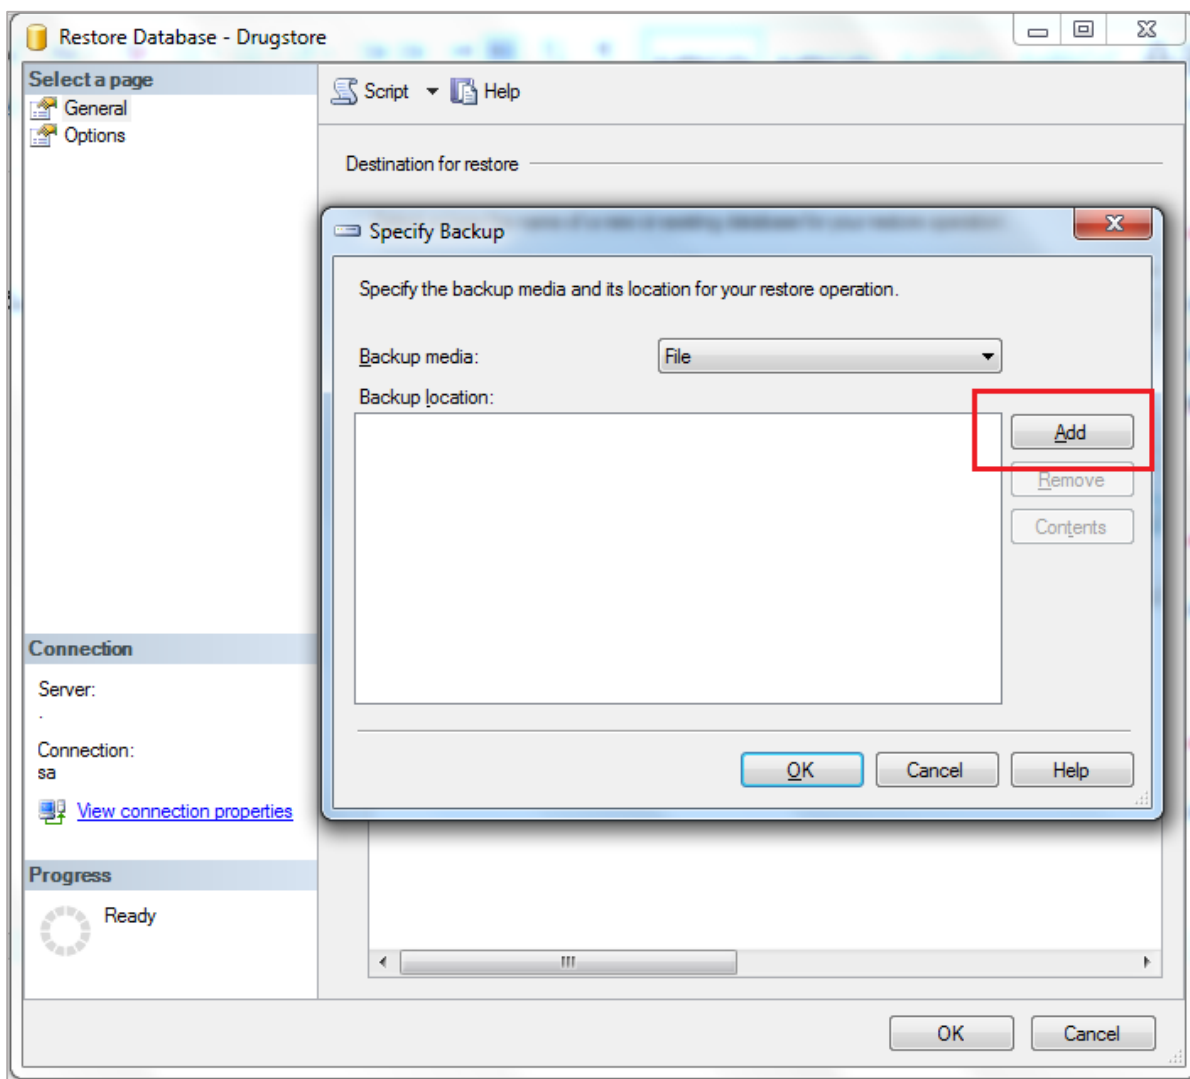 Restore Database - Drugstore
Select a page
General
Options
Script
Help
Destination for restore
Specify Backup
Specify the backup media and its location for your restore operation.
Backup media:
File
Backup location:
Add
Remove
Contents
OK
Cancel
Help
Connection
Server:
.
Connection:
sa
View connection properties
Progress
Ready
OK
Cancel